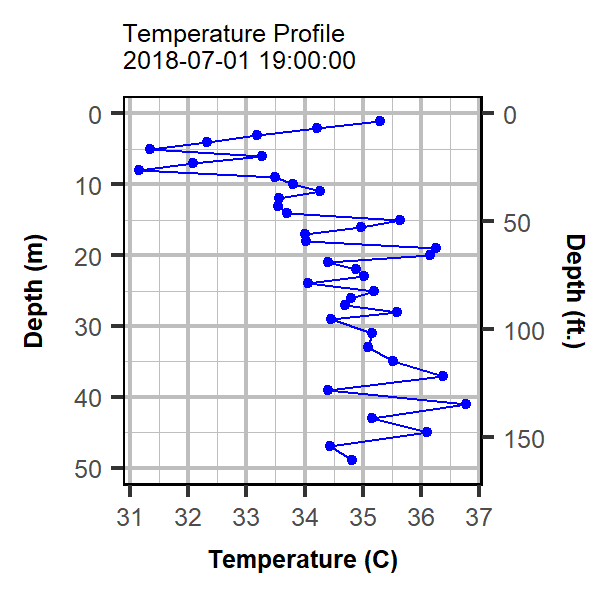 Temperature Profile
2018-07-01 19:00:00
0
10
20
30
40
50
Depth (m)
0
50
100
150
Depth (ft.)
31 32 33 34 35 36 37
Temperature (C)